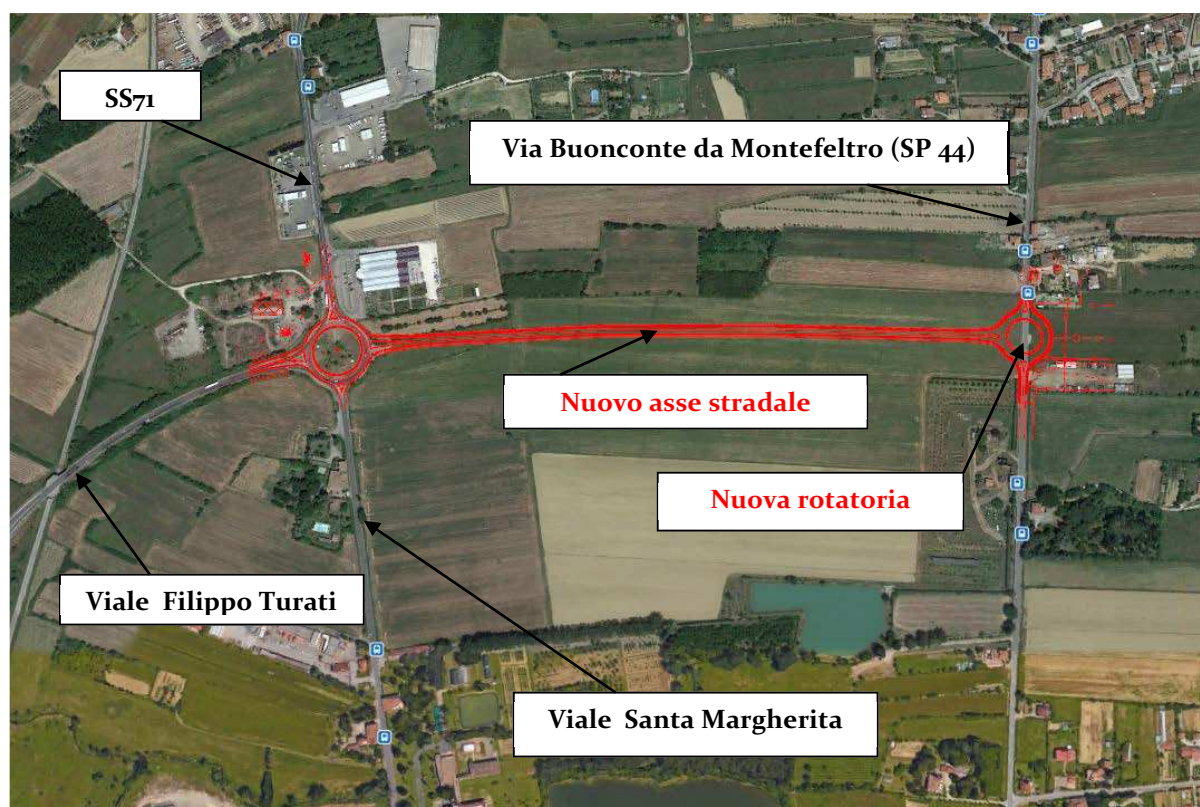 SS71
Via Buonconte da Montefeltro (SP 44)
Nuovo asse stradale
Nuova rotatoria
Viale Filippo Turati
Viale Santa Margherita